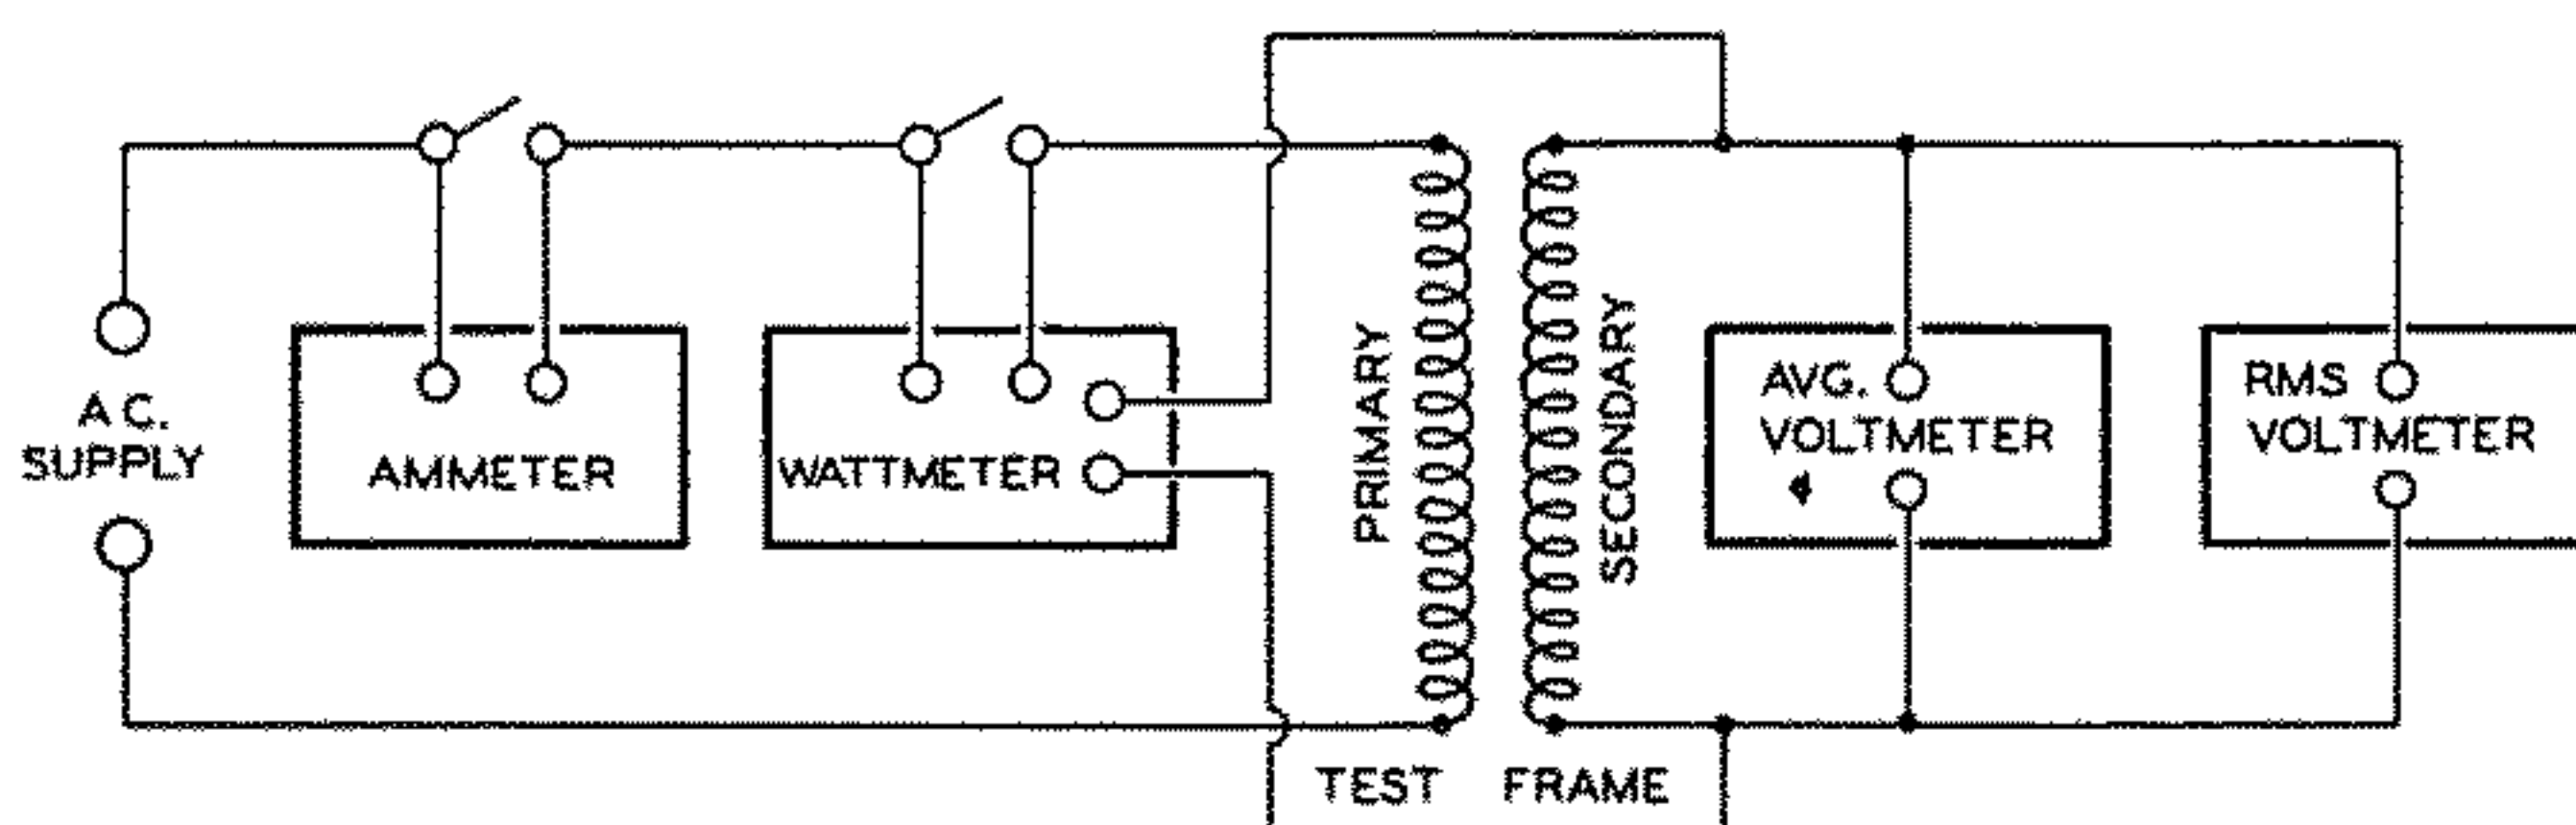 A C.
SUPPLY
AMMETER
WATTMETER
PRIMARY
SECONDARY
AVG.
VOLTMETER
RMS
VOLTMETER
TEST FRAME